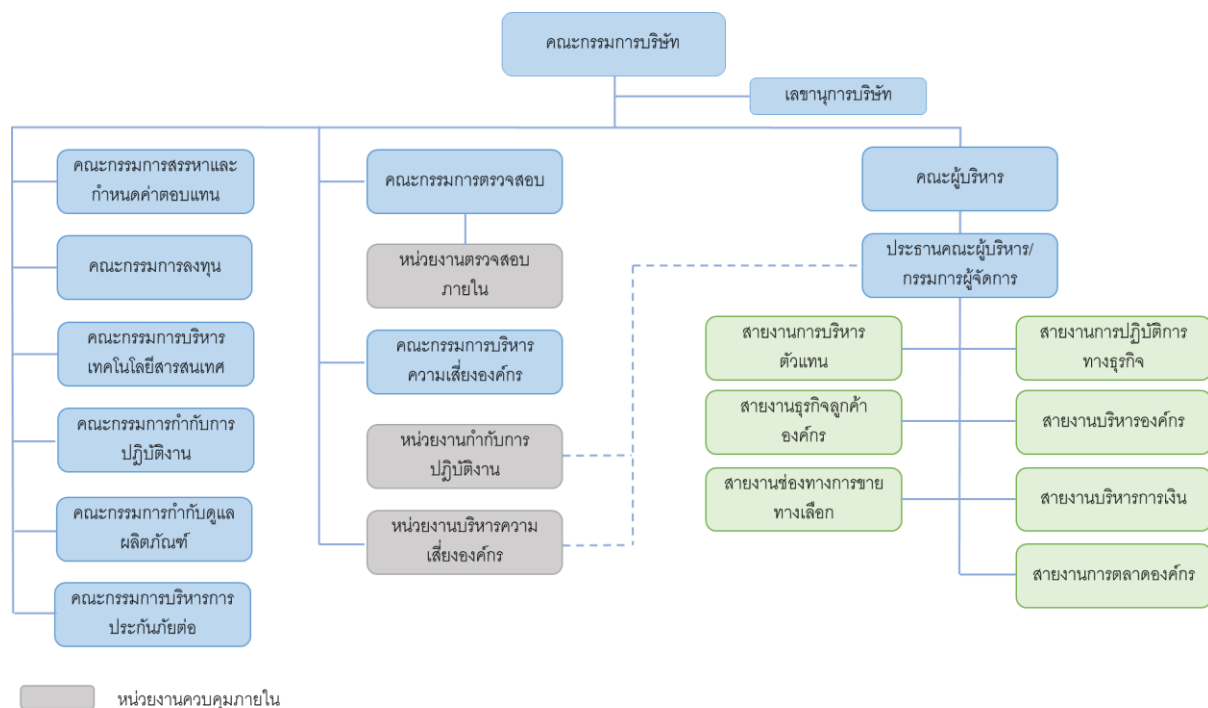 คณะกรรมการบริษัท
เลขานุการบริษัท
คณะกรรมการสรรหาและ
กำหนดค่าตอบแทน
คณะกรรมการลงทุน
คณะกรรมการบริหาร
เทคโนโลยีสารสนเทศ
คณะกรรมการกำกับการ
ปฏิบัติงาน
คณะกรรมการกำกับดูแล
ผลิตภัณฑ์
คณะกรรมการบริหารการ
ประกันภัยต่อ
คณะกรรมการตรวจสอบ
หน่วยงานตรวจสอบ
ภายใน
คณะกรรมการบริหาร
ความเสี่ยงองค์กร
หน่วยงานกำกับการ
ปฏิบัติงาน
หน่วยงานบริหารความ
เสี่ยงองค์กร
คณะผู้บริหาร
ประธานคณะผู้บริหาร/
กรรมการผู้จัดการ
สายงานการบริหาร
ตัวแทน
สายงานธุรกิจลูกค้า
องค์กร
สายงานช่องทางการขาย
ทางเลือก
สายงานการปฏิบัติการ
ทางธุรกิจ
สายงานบริหารองค์กร
สายงานบริหารการเงิน
สายงานการตลาดองค์กร
หน่วยงานควบคุมภายใน